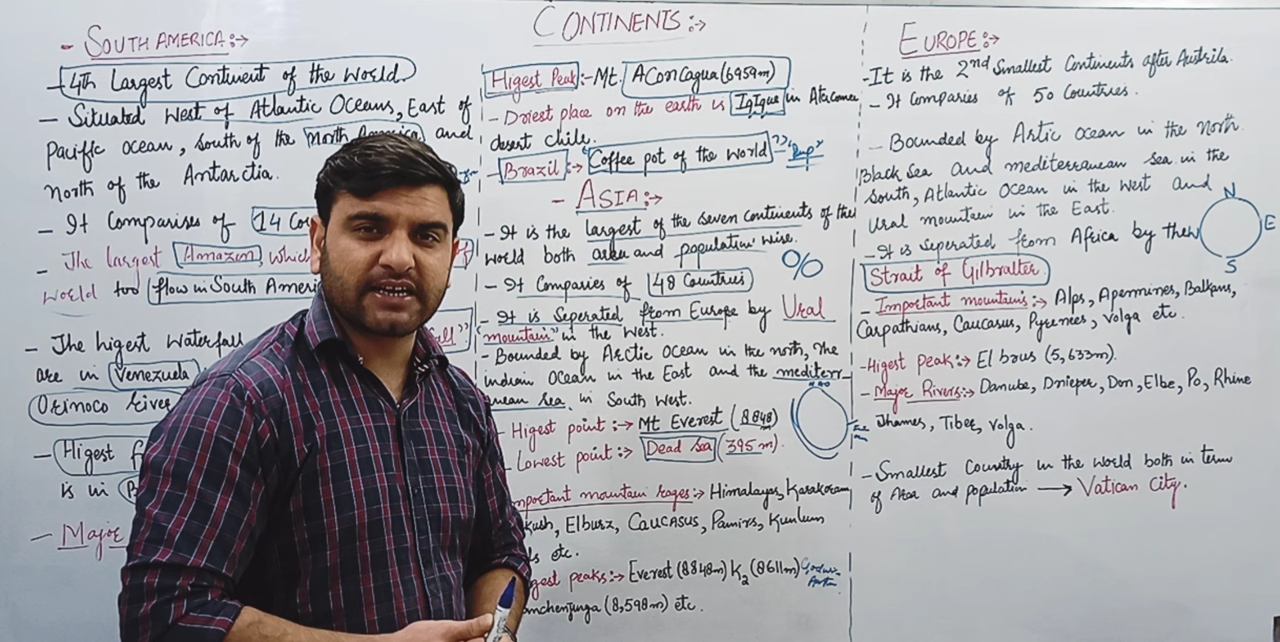 CONTINENTS:→
- SOUTH AMERICA:→
- 4th Largest Continent of the World
- Situated West of Atlantic Oceans, East of
Pacific Ocean, South of the North America and
North of the Antarctia.
- It Comparises of 14
- The largest Amazon, which
World too flow in South Ameri
- The higest Waterfall
are in Venezuela
Orinoco River
- Higest
is in
- Major
Higest Peak :- Mt. AConcagua (6959m)
- Driest place on the earth is Iqique in Atacama
desert Chile.
- Brazil :→ "Coffee pot of the World"
- ASIA:→
- It is the largest of the Seven Continents of the
World both area and population wise.
%
- It Comparies of 48 Countries
- It is Seperated from Europe by Ural
"mountain" in the West.
- Bounded by Arctic Ocean in the north, The
indian Ocean in the East and the mediterr-
anean sea, in South West.
- Higest point :→ Mt Everest (8848)
- Lowest point :→ Dead Sea (395 m).
mportant mountain rages :→ Himalayas, Karakoram,
kush, Elburz, CAUCASUS, Pamirs, Kunlum
etc.
gest peaks :→ Everest (8848m) K2 (8611m)
nchenjunga (8,598m) etc.
EUROPE:→
- It is the 2nd Smallest Continents after Austrila.
- It Comparies of 50 Countries.
- Bounded by Artic Ocean in the North.
Black Sea and mediterranean Sea in the
South, Atlantic Ocean in the West and
Ural mountain in the East.
- It is Seperated from Africa by the
N
E
S
Strait of Gilbralter
- Important mountains :→ Alps, Apennines, Balkans,
Carpathians, Caucasus, Pyrenees, Volga etc.
- Higest peak :→ Elbrus (5,633m).
- Major Rivers :→ Danube, Dnieper, Don, Elbe, Po, Rhine
Thames, Tiber, Volga.
- Smallest Country in the World both in term
of Area and population → Vatican City.